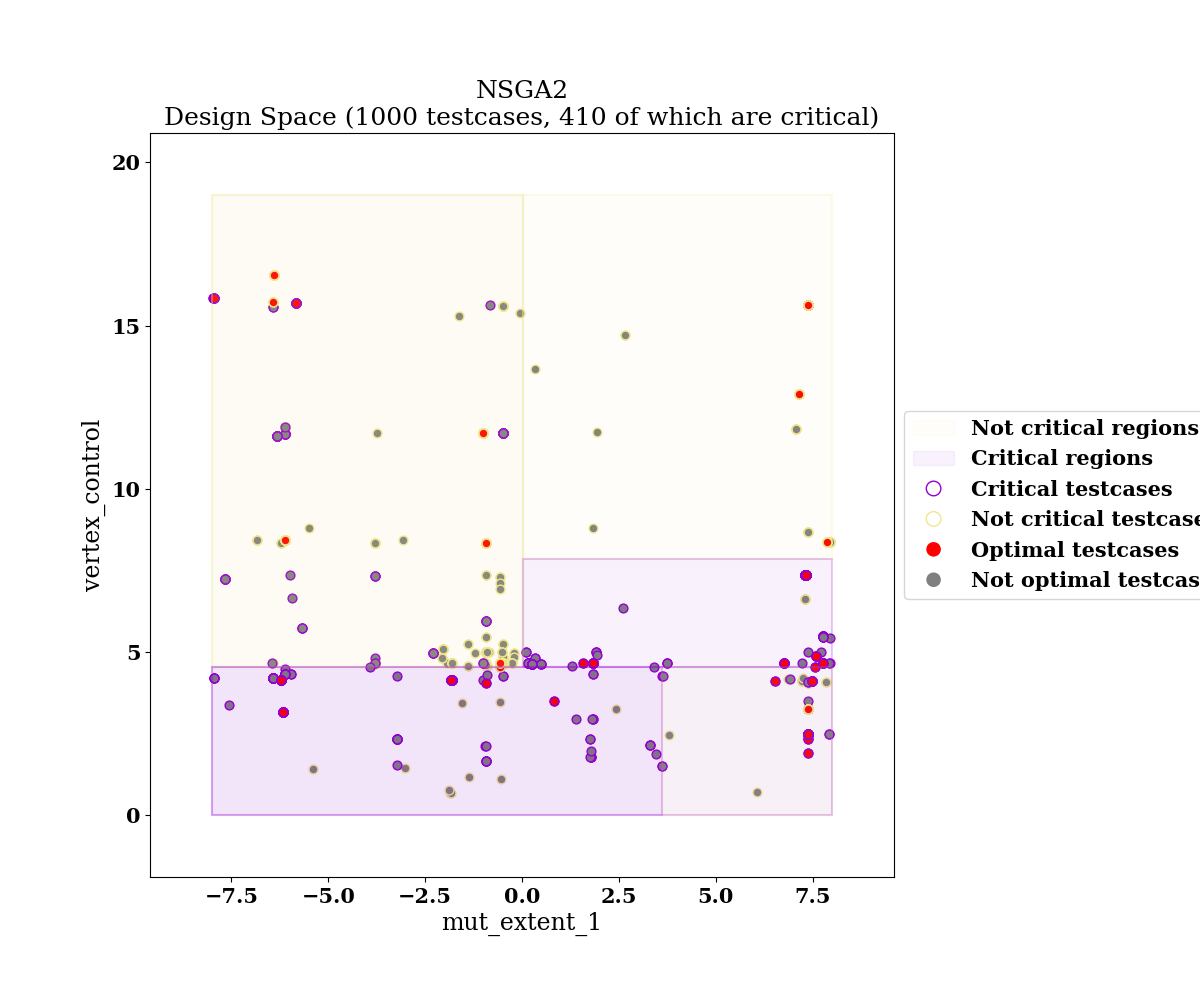 NSGA2
Design Space (1000 testcases, 410 of which are critical)
20
15
10
5
0
vertex_control
−7.5 −5.0 −2.5 0.0 2.5 5.0 7.5
mut_extent_1
Not critical regions
Critical regions
Critical testcases
Not critical testcase
Optimal testcases
Not optimal testcas